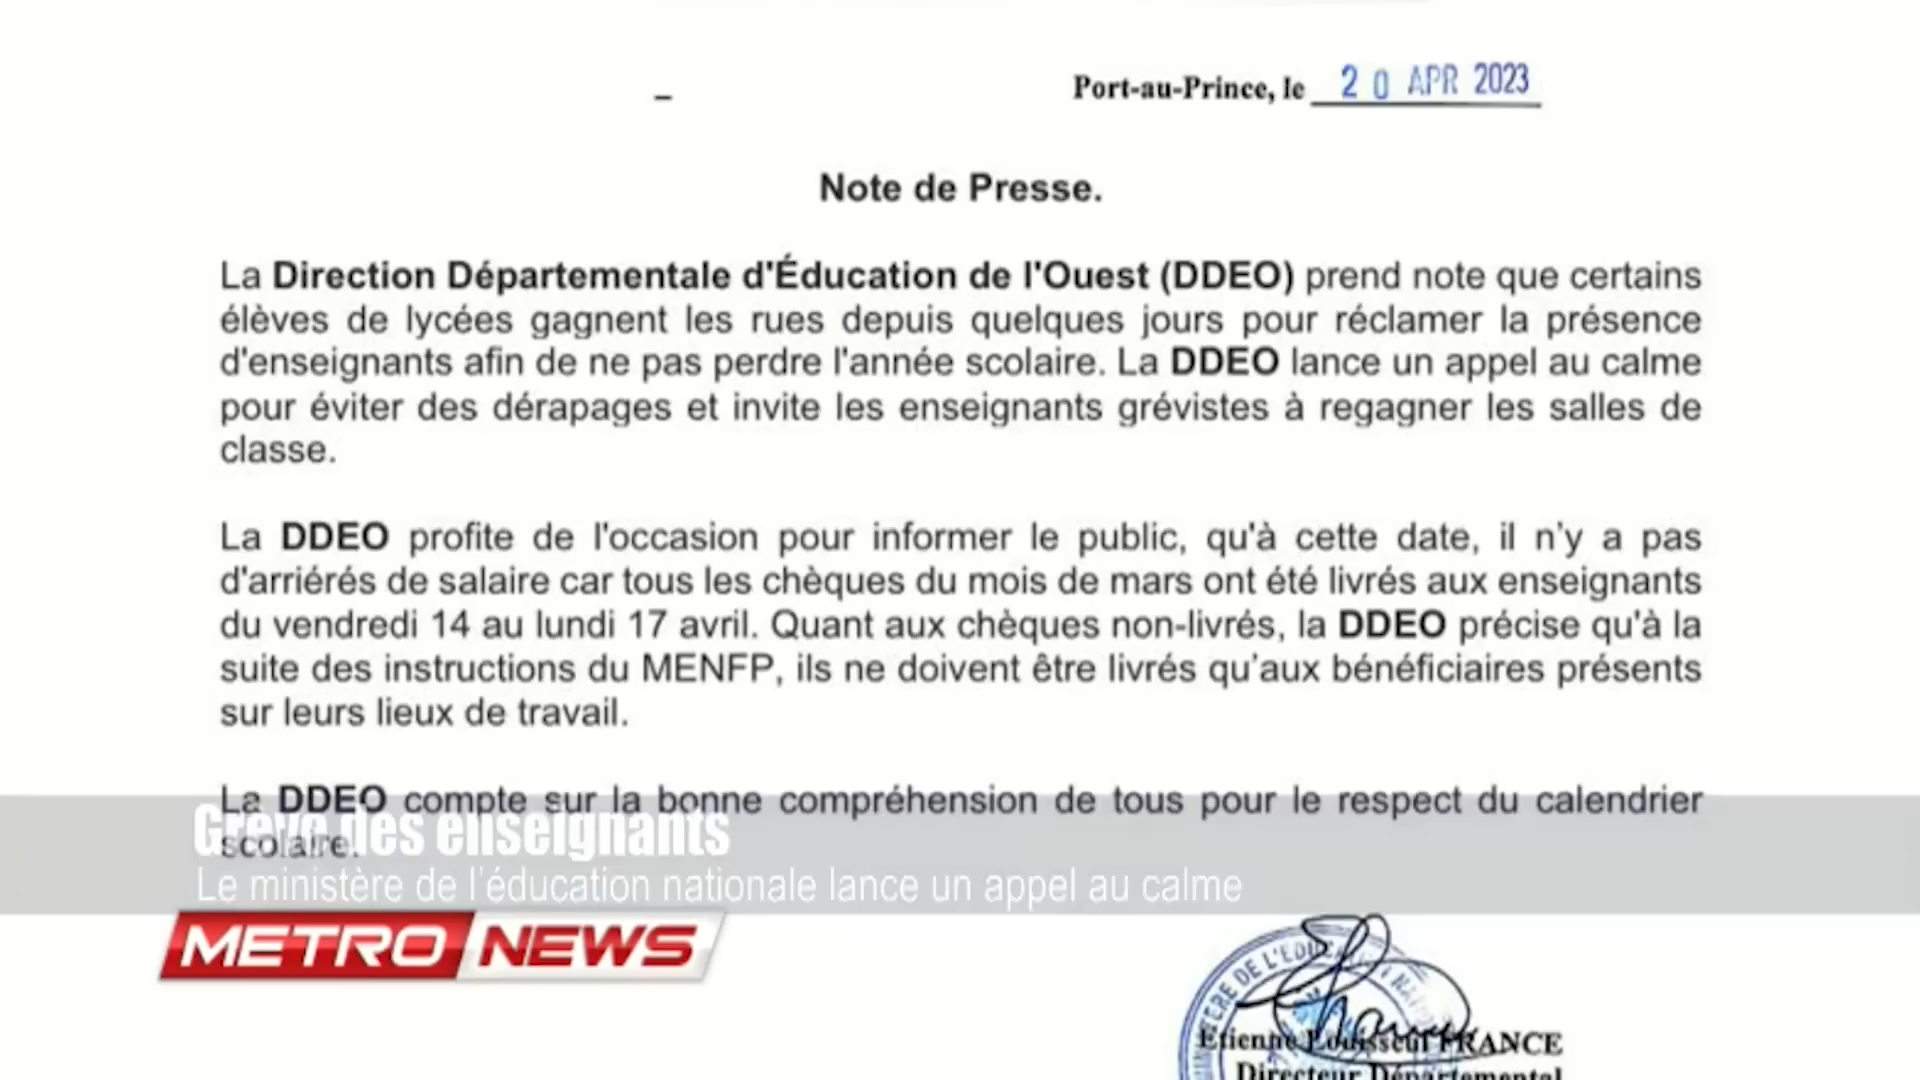 Port-au-Prince, le 20 APR 2023
Note de Presse.
La Direction Départementale d'Éducation de l'Ouest (DDEO) prend note que certains
élèves de lycées gagnent les rues depuis quelques jours pour réclamer la présence
d'enseignants afin de ne pas perdre l'année scolaire. La DDEO lance un appel au calme
pour éviter des dérapages et invite les enseignants grévistes à regagner les salles de
classe.
La DDEO profite de l'occasion pour informer le public, qu'à cette date, il n'y a pas
d'arriérés de salaire car tous les chèques du mois de mars ont été livrés aux enseignants
du vendredi 14 au lundi 17 avril. Quant aux chèques non-livrés, la DDEO précise qu'à la
suite des instructions du MENFP, ils ne doivent être livrés qu'aux bénéficiaires présents
sur leurs lieux de travail.
La DDEO compte sur la bonne compréhension de tous pour le respect du calendrier
scolaire.
Grève des enseignants
Le ministère de l'éducation nationale lance un appel au calme
METRO NEWS
DE L'EDUCATION
Etienne FRANCE
Directeur Départemental